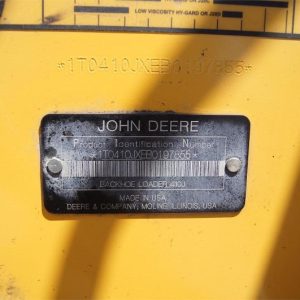 LOW VISCOSITY HY-GARD OR J20D
*1T0410JXEB0197855*
JOHN DEERE
Product Identification Number
*1T0410JXEB0197855*
BACKHOE LOADER 410J
MADE IN USA
DEERE & COMPANY, MOLINE ILLINOIS, USA